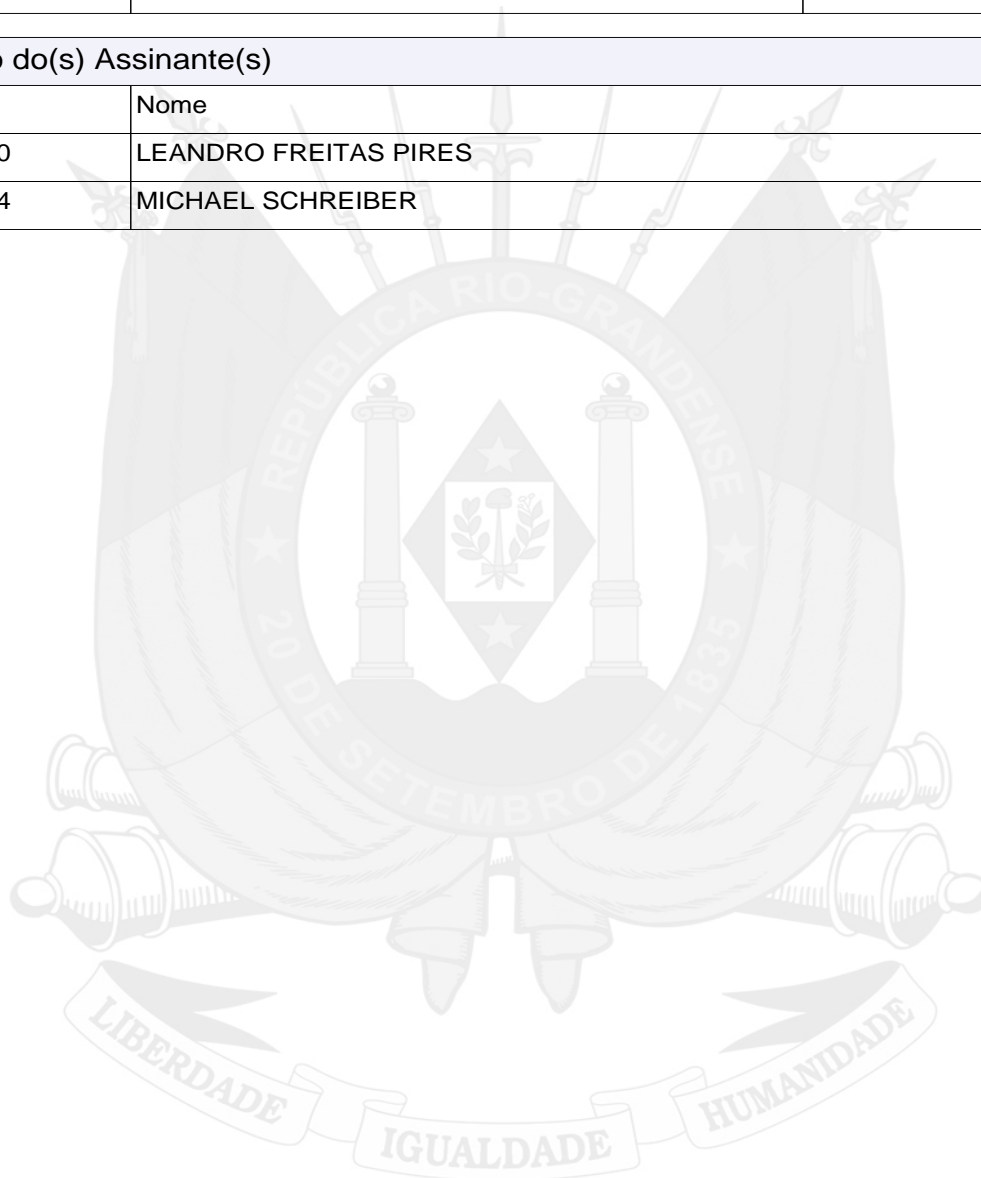 o do(s) Assinante(s)
Nome
0 LEANDRO FREITAS PIRES
4 MICHAEL SCHREIBER
REPÚBLICA RIO-GRANDENSE
★ 20 DE SETEMBRO DE 1835 ★
LIBERDADE IGUALDADE HUMANIDADE